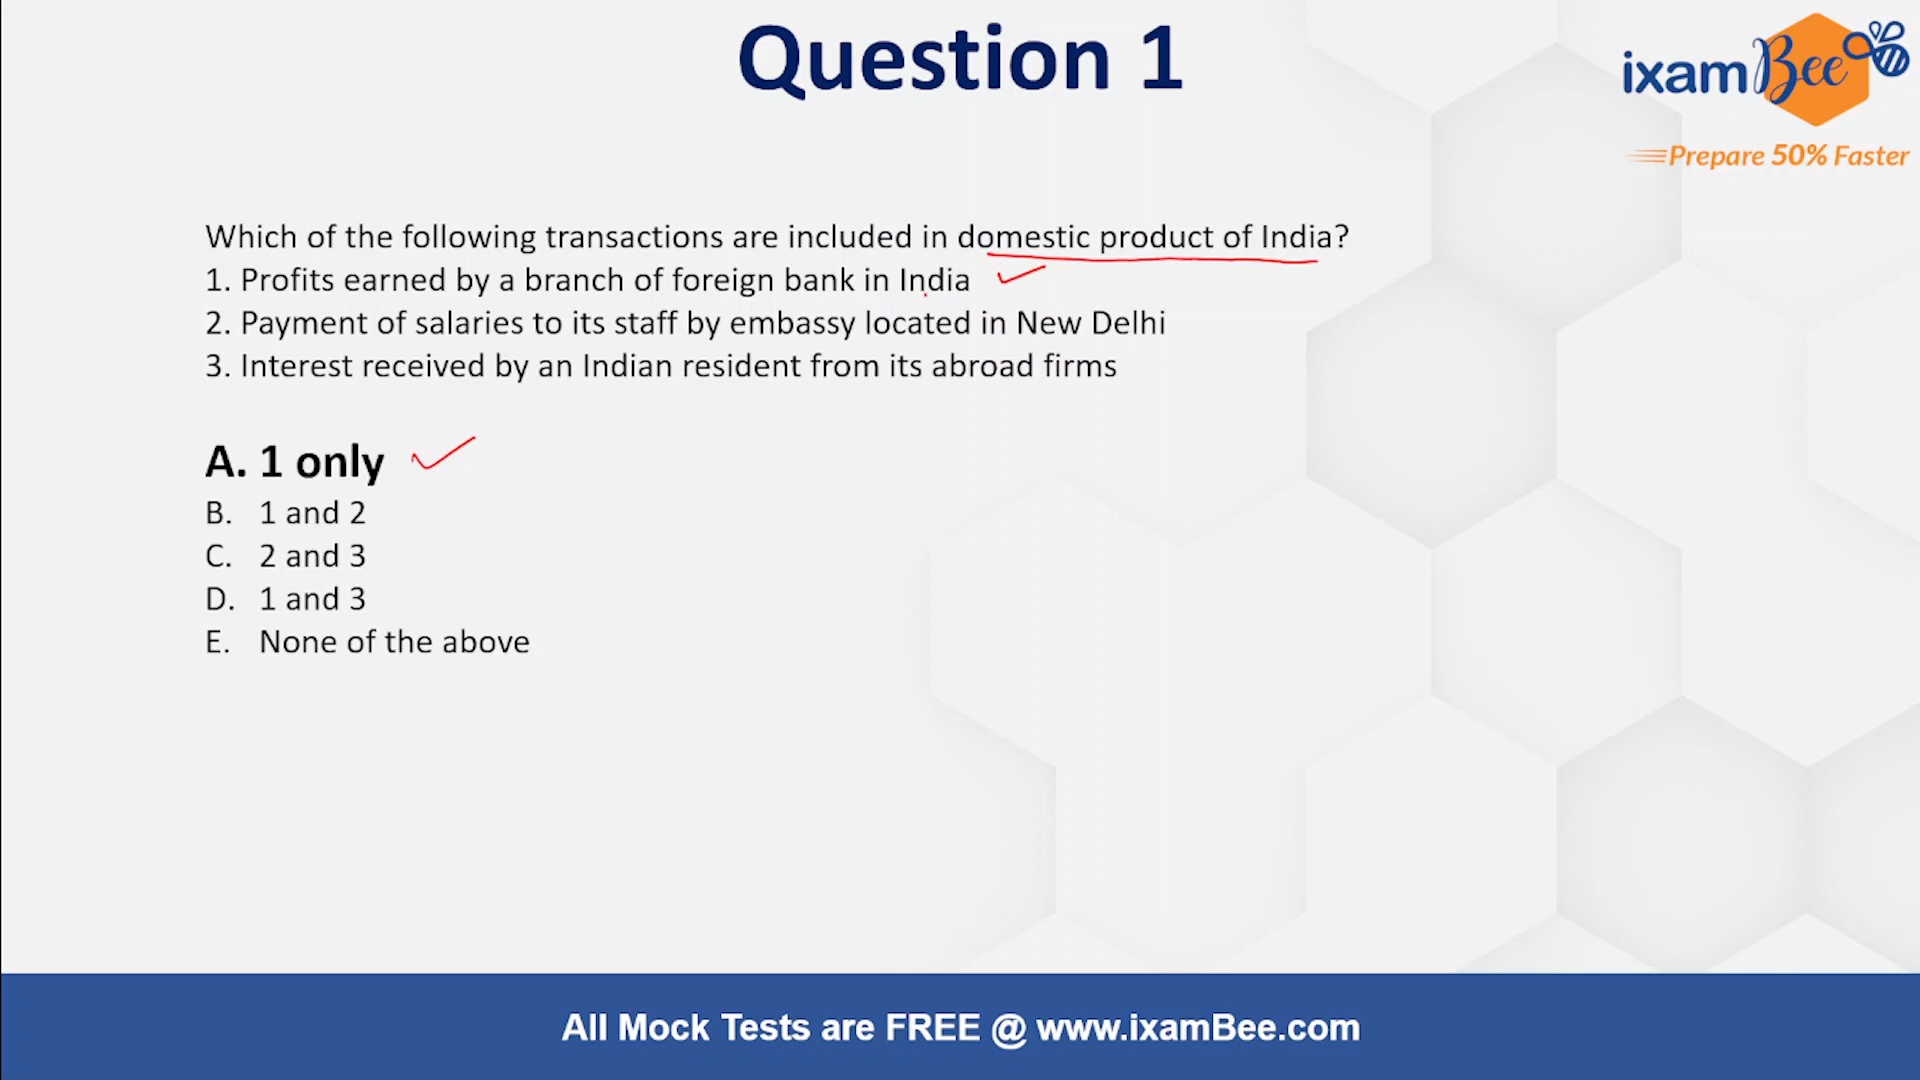 Question 1
ixamBee
Prepare 50% Faster
Which of the following transactions are included in domestic product of India?
1. Profits earned by a branch of foreign bank in India
2. Payment of salaries to its staff by embassy located in New Delhi
3. Interest received by an Indian resident from its abroad firms
A. 1 only
B. 1 and 2
C. 2 and 3
D. 1 and 3
E. None of the above
All Mock Tests are FREE @ www.ixamBee.com